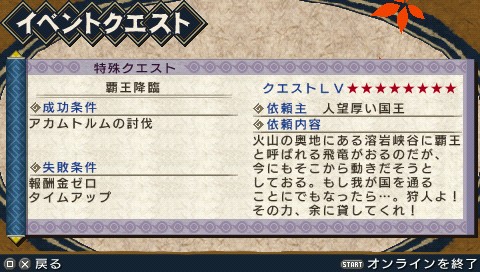 イベントクエスト
特殊クエスト
覇王降臨
成功条件
アカムトルムの討伐
失敗条件
報酬金ゼロ
タイムアップ
クエストLV★★★★★★★★
依頼主 人望厚い国王
依頼内容
火山の奥地にある溶岩峡谷に覇王
と呼ばれる飛竜がおるのだが、
今にもそこから動きだそうと
しておる。もし我が国を通る
ことにでもなったら…。狩人よ!
その力、余に貸してくれ!
戻る
START オンラインを終了